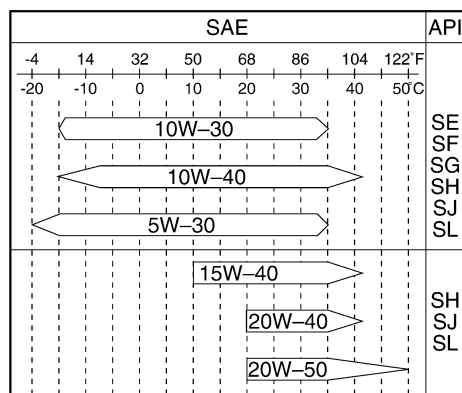 SAE API
-4 14 32 50 68 86 104 122°F
-20 -10 0 10 20 30 40 50°C
10W–30
10W–40
5W–30
SE
SF
SG
SH
SJ
SL
15W–40
20W–40
20W–50
SH
SJ
SL